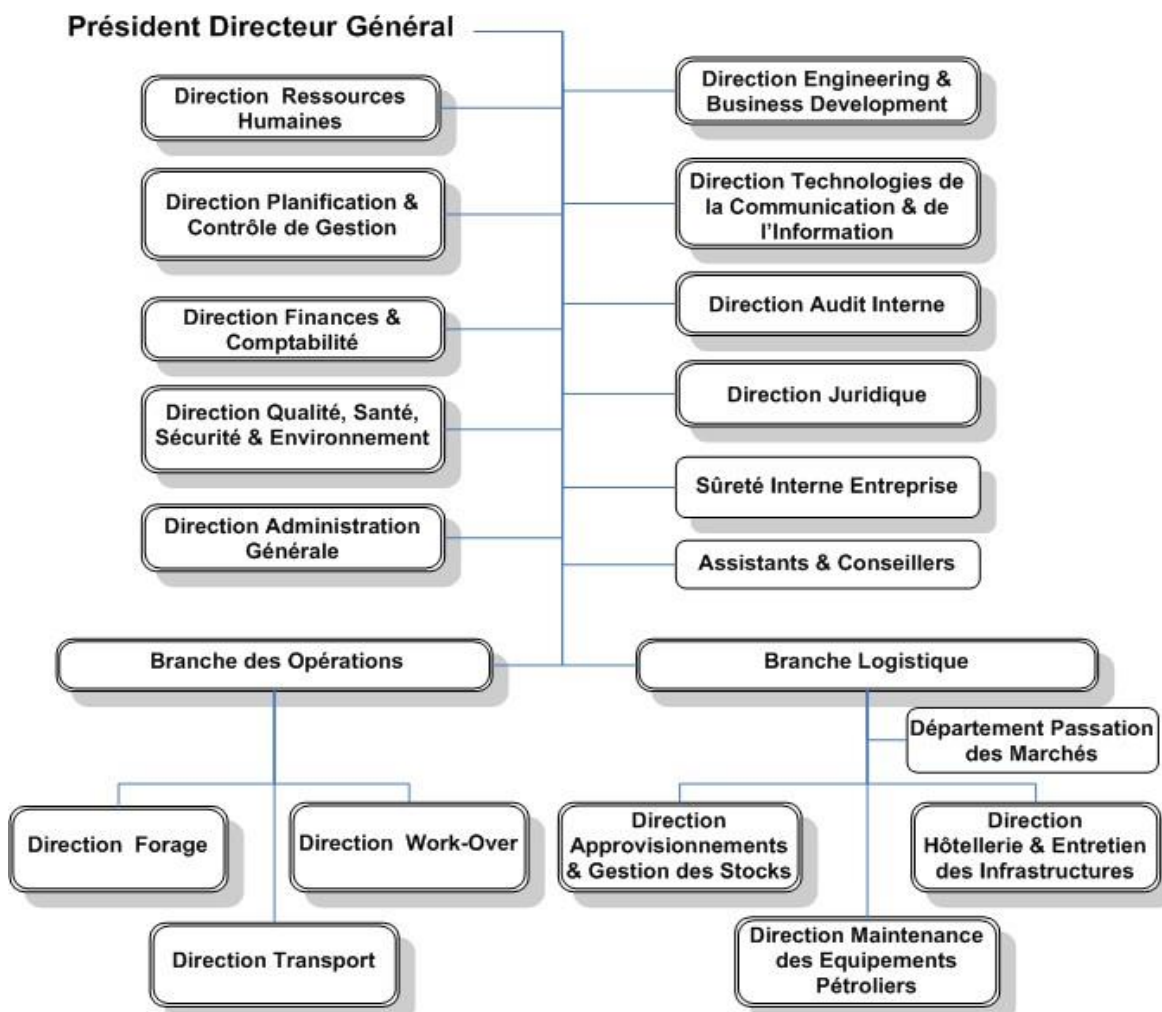 Président Directeur Général
Direction Ressources
Humaines
Direction Planification &
Contrôle de Gestion
Direction Finances &
Comptabilité
Direction Qualité, Santé,
Sécurité & Environnement
Direction Administration
Générale
Direction Engineering &
Business Development
Direction Technologies de
la Communication & de
l'Information
Direction Audit Interne
Direction Juridique
Sûreté Interne Entreprise
Assistants & Conseillers
Branche des Opérations
Branche Logistique
Département Passation
des Marchés
Direction Forage
Direction Work-Over
Direction Transport
Direction
Approvisionnements
& Gestion des Stocks
Direction
Hôtellerie & Entretien
des Infrastructures
Direction Maintenance
des Equipements
Pétroliers